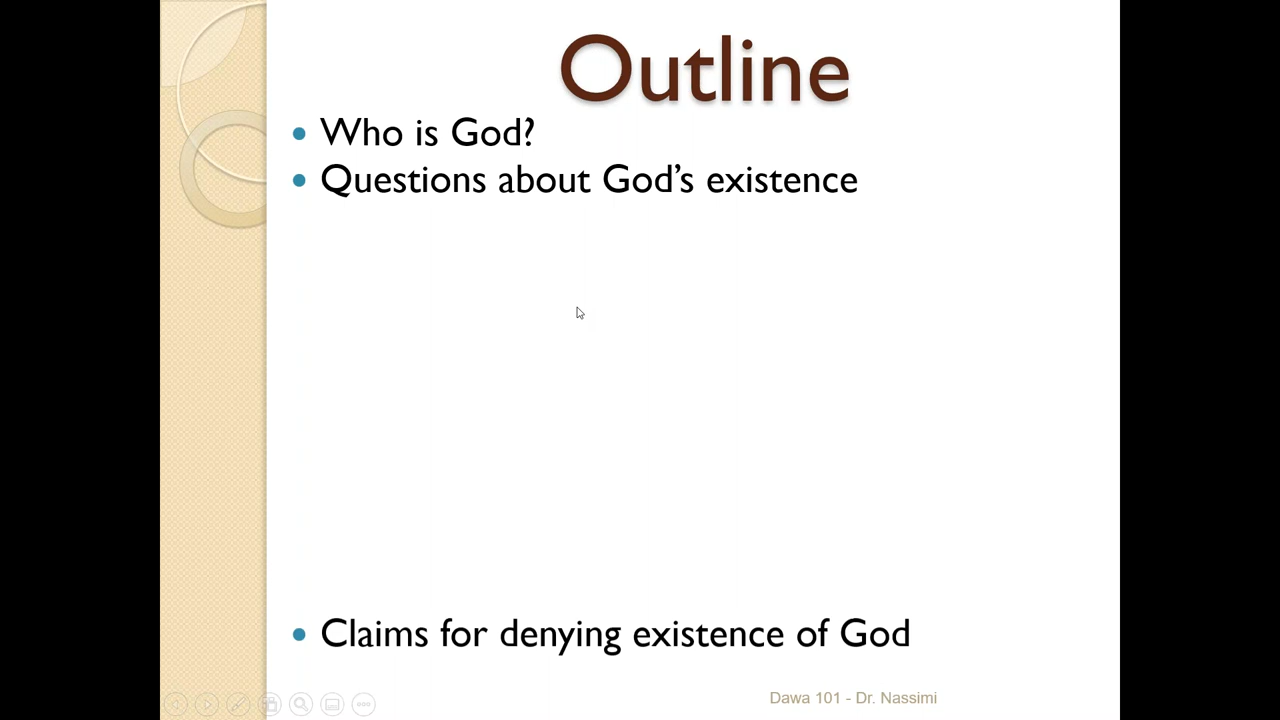 Outline
• Who is God?
• Questions about God’s existence
• Claims for denying existence of God
Dawa 101 - Dr. Nassimi